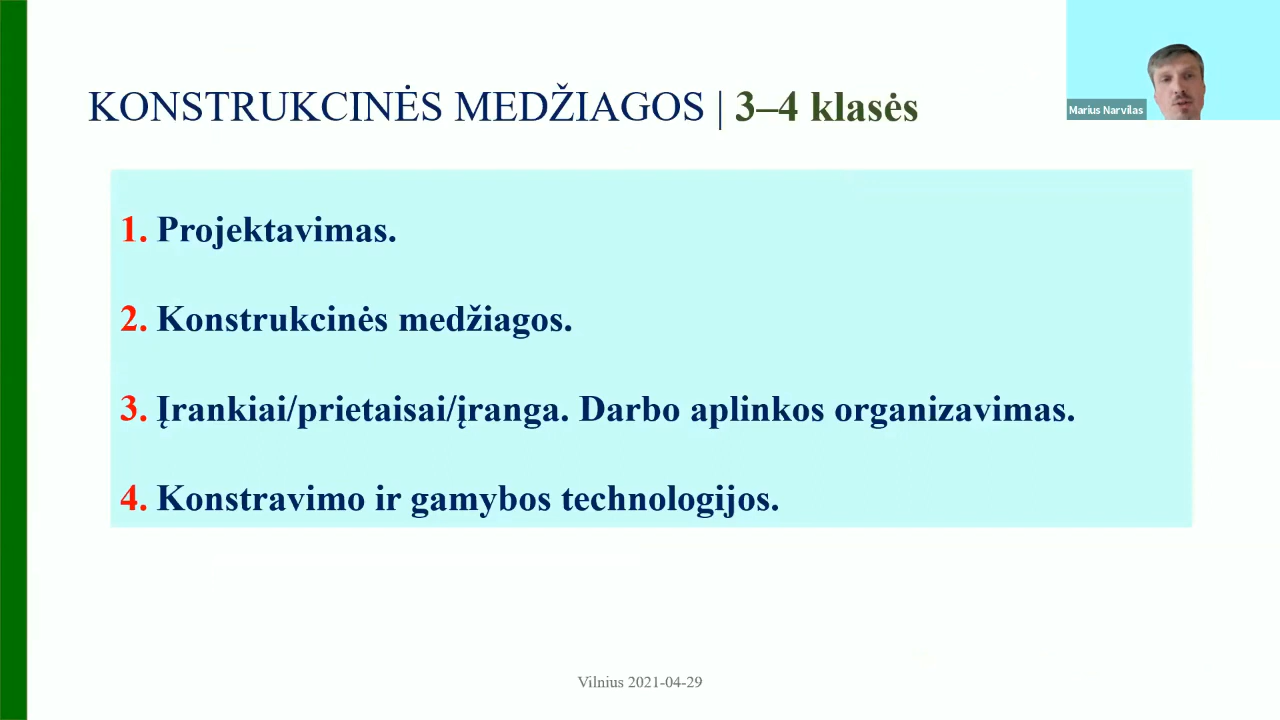 KONSTRUKCINĖS MEDŽIAGOS | 3–4 klasės
Marius Narvilas
1. Projektavimas.
2. Konstrukcinės medžiagos.
3. Įrankiai/prietaisai/įranga. Darbo aplinkos organizavimas.
4. Konstravimo ir gamybos technologijos.
Vilnius 2021-04-29